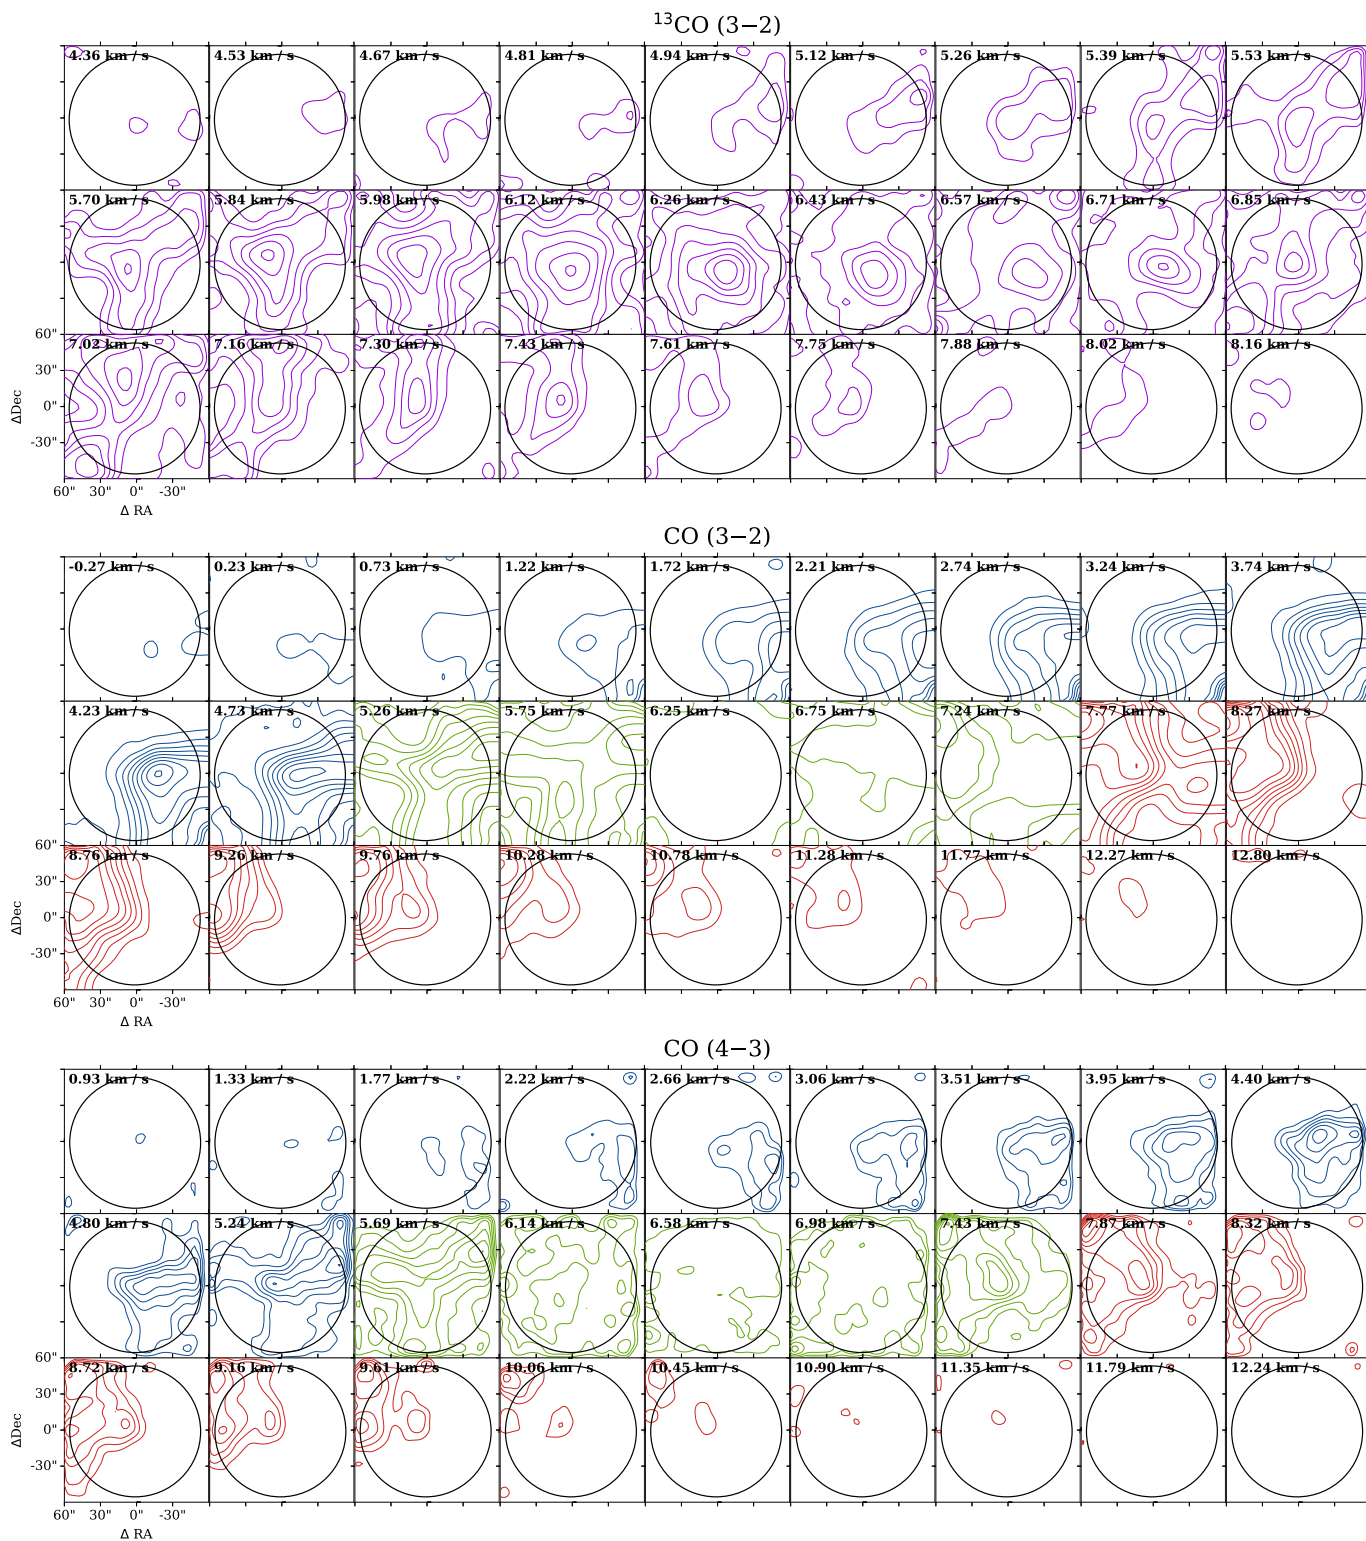 ¹³CO (3−2)
4.36 km / s 4.53 km / s 4.67 km / s 4.81 km / s 4.94 km / s 5.12 km / s 5.26 km / s 5.39 km / s 5.53 km / s
5.70 km / s 5.84 km / s 5.98 km / s 6.12 km / s 6.26 km / s 6.43 km / s 6.57 km / s 6.71 km / s 6.85 km / s
60"
7.02 km / s 7.16 km / s 7.30 km / s 7.43 km / s 7.61 km / s 7.75 km / s 7.88 km / s 8.02 km / s 8.16 km / s
30"
0"
-30"
ΔDec
60" 30" 0" -30"
Δ RA
CO (3−2)
-0.27 km / s 0.23 km / s 0.73 km / s 1.22 km / s 1.72 km / s 2.21 km / s 2.74 km / s 3.24 km / s 3.74 km / s
4.23 km / s 4.73 km / s 5.26 km / s 5.75 km / s 6.25 km / s 6.75 km / s 7.24 km / s 7.77 km / s 8.27 km / s
60"
8.76 km / s 9.26 km / s 9.76 km / s 10.28 km / s 10.78 km / s 11.28 km / s 11.77 km / s 12.27 km / s 12.80 km / s
30"
0"
-30"
ΔDec
60" 30" 0" -30"
Δ RA
CO (4−3)
0.93 km / s 1.33 km / s 1.77 km / s 2.22 km / s 2.66 km / s 3.06 km / s 3.51 km / s 3.95 km / s 4.40 km / s
4.80 km / s 5.24 km / s 5.69 km / s 6.14 km / s 6.58 km / s 6.98 km / s 7.43 km / s 7.87 km / s 8.32 km / s
60"
8.72 km / s 9.16 km / s 9.61 km / s 10.06 km / s 10.45 km / s 10.90 km / s 11.35 km / s 11.79 km / s 12.24 km / s
30"
0"
-30"
ΔDec
60" 30" 0" -30"
Δ RA